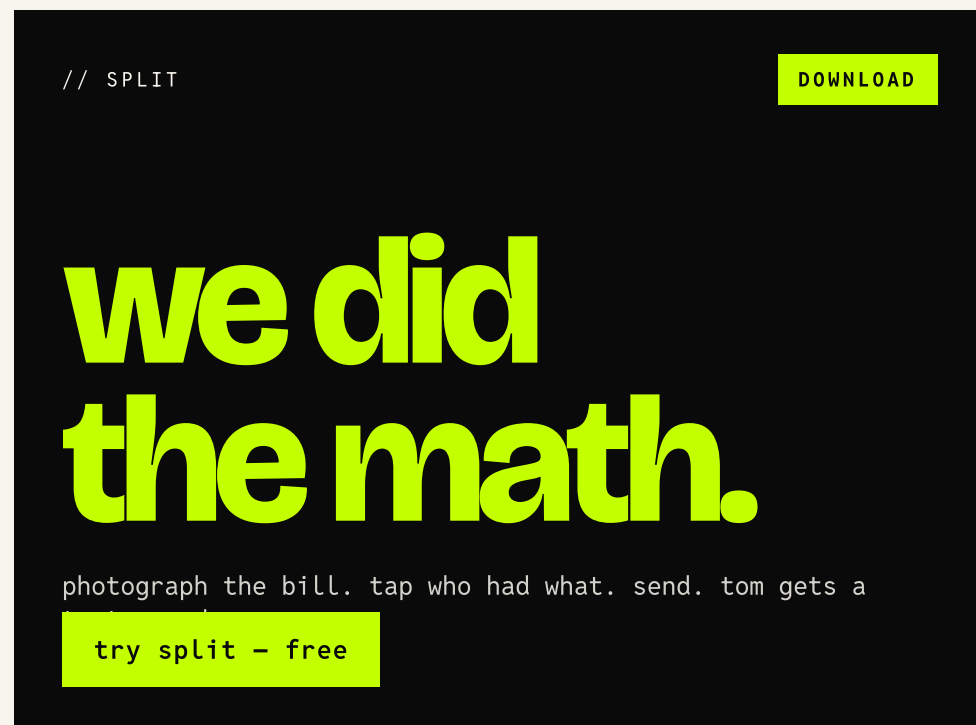 // SPLIT
DOWNLOAD
we did
the math.
photograph the bill. tap who had what. send. tom gets a
try split — free